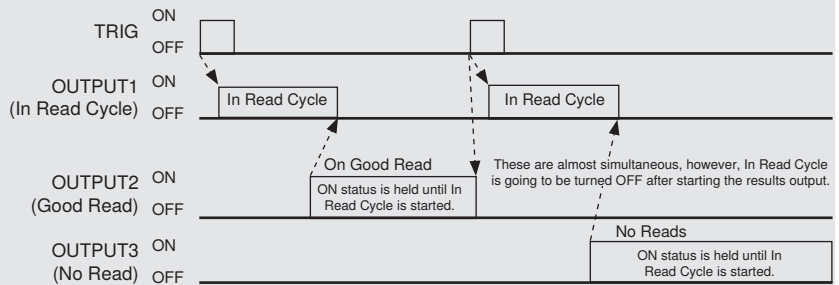 TRIG
ON
OFF
OUTPUT1
(In Read Cycle)
ON
OFF
In Read Cycle
In Read Cycle
OUTPUT2
(Good Read)
ON
OFF
On Good Read
ON status is held until In
Read Cycle is started.
These are almost simultaneous, however, In Read Cycle
is going to be turned OFF after starting the results output.
OUTPUT3
(No Read)
ON
OFF
No Reads
ON status is held until In
Read Cycle is started.